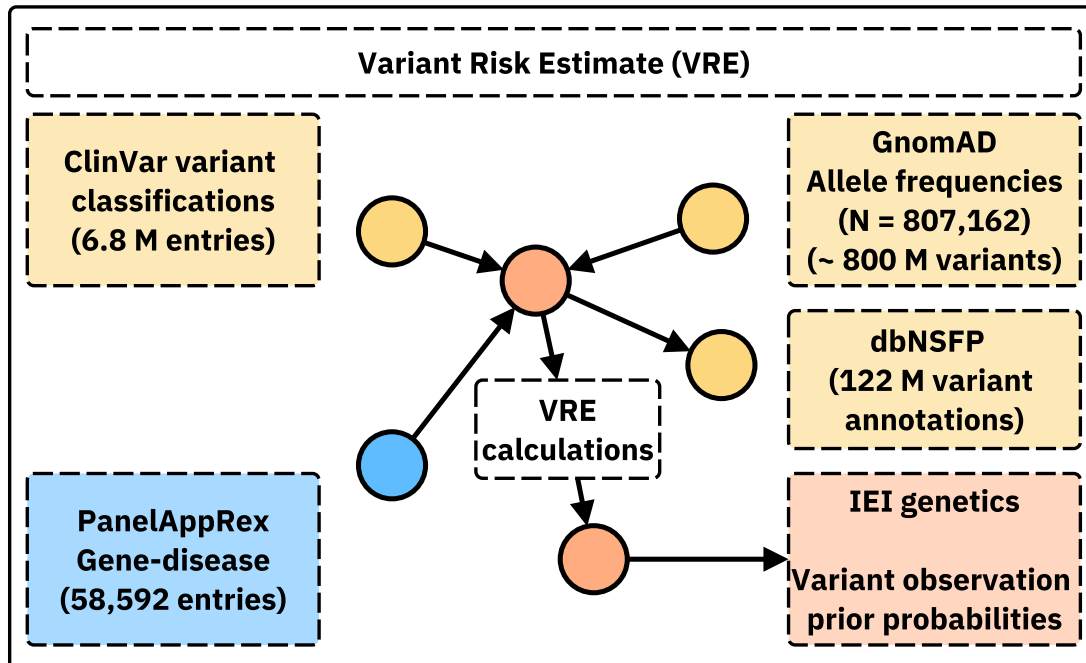 Variant Risk Estimate (VRE)
ClinVar variant
classifications
(6.8 M entries)
GnomAD
Allele frequencies
(N = 807,162)
(~ 800 M variants)
dbNSFP
(122 M variant
annotations)
VRE
calculations
PanelAppRex
Gene-disease
(58,592 entries)
IEI genetics
Variant observation
prior probabilities